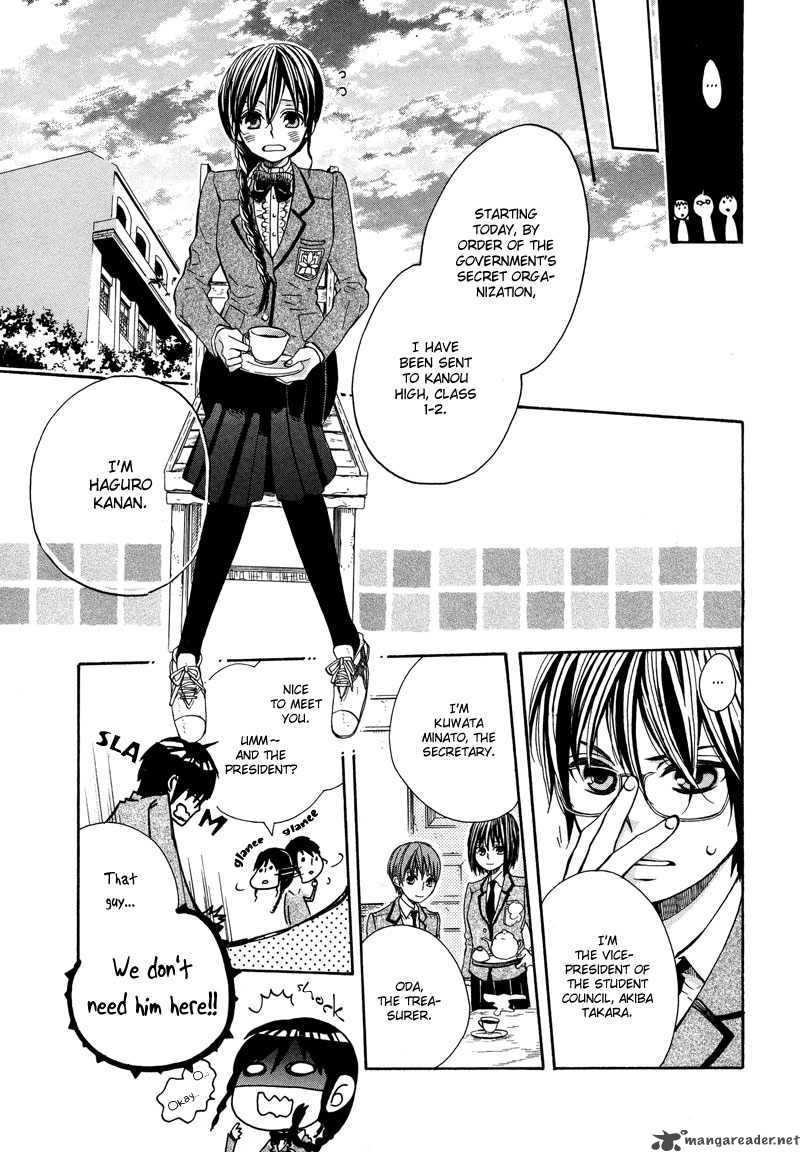 ...
STARTING
TODAY, BY
ORDER OF THE
GOVERNMENT'S
SECRET ORGA-
NIZATION,
I HAVE
BEEN SENT
TO KANOU
HIGH, CLASS
1-2.
I'M
HAGURO
KANAN.
...
I'M
THE VICE-
PRESIDENT OF
THE STUDENT
COUNCIL, AKIBA
TAKARA.
I'M
KUWATA
MINATO, THE
SECRETARY.
ODA,
THE TREA-
SURER.
NICE
TO MEET
YOU.
UMM~
AND THE
PRESIDENT?
glance
glance
SLA
M
That
guy...
We don't
need him here!!
shock
O..
Okay..
mangareader.net